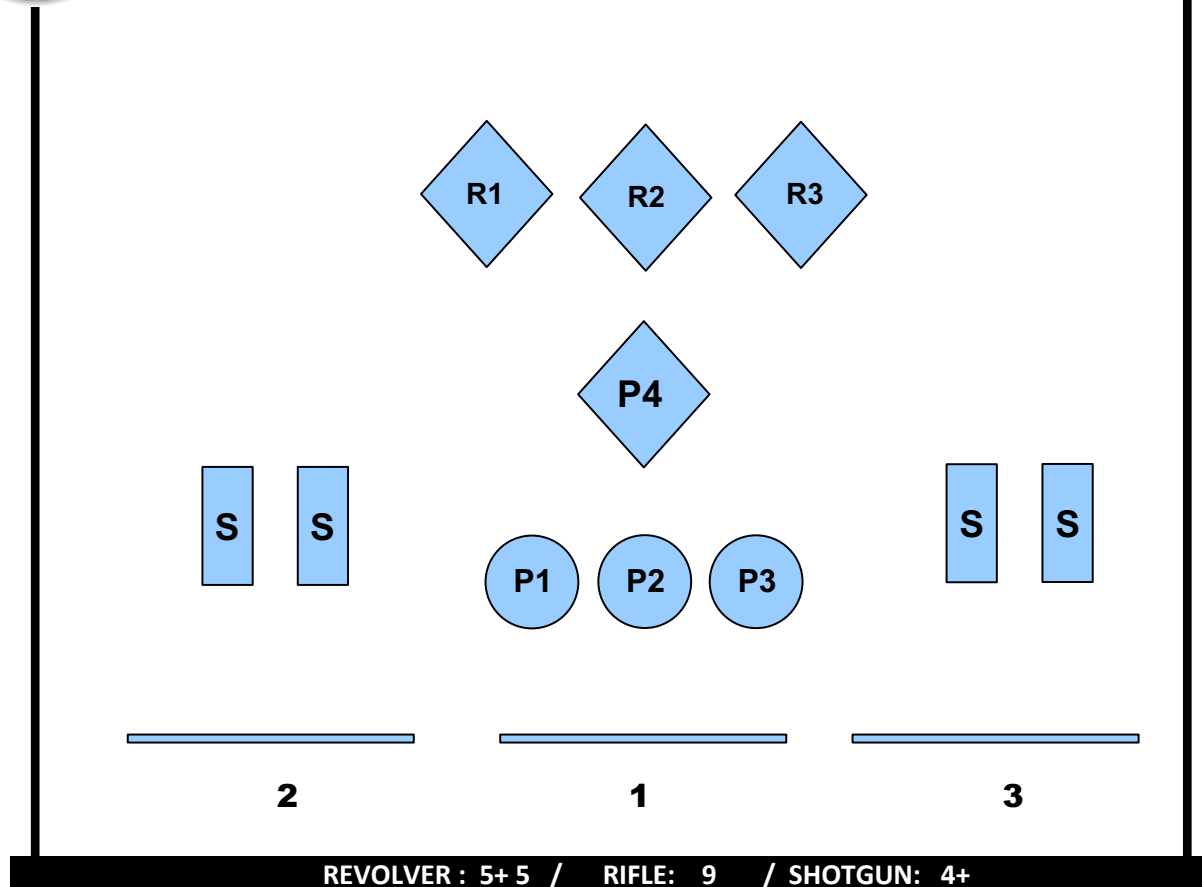 R1 R2 R3
P4
S S S S
P1 P2 P3
2 1 3
REVOLVER : 5+ 5 / RIFLE: 9 / SHOTGUN: 4+